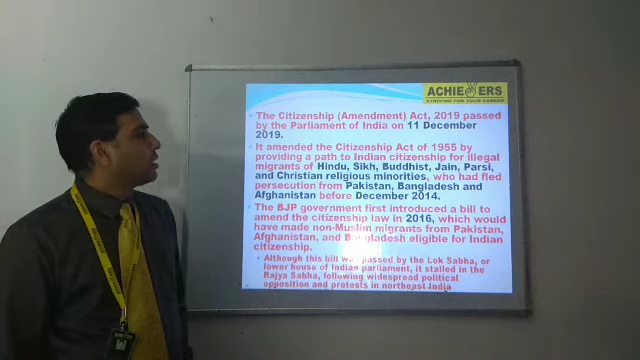 ACHIEVERS
STRIVING FOR YOUR CAREER
The Citizenship (Amendment) Act, 2019 passed
by the Parliament of India on 11 December
2019.
It amended the Citizenship Act of 1955 by
providing a path to Indian citizenship for illegal
migrants of Hindu, Sikh, Buddhist, Jain, Parsi,
and Christian religious minorities, who had fled
persecution from Pakistan, Bangladesh and
Afghanistan before December 2014.
The BJP government first introduced a bill to
amend the citizenship law in 2016, which would
have made non-Muslim migrants from Pakistan,
Afghanistan, and Bangladesh eligible for Indian
citizenship.
Although this bill was passed by the Lok Sabha, or
lower house of Indian parliament, it stalled in the
Rajya Sabha, following widespread political
opposition and protests in northeast India